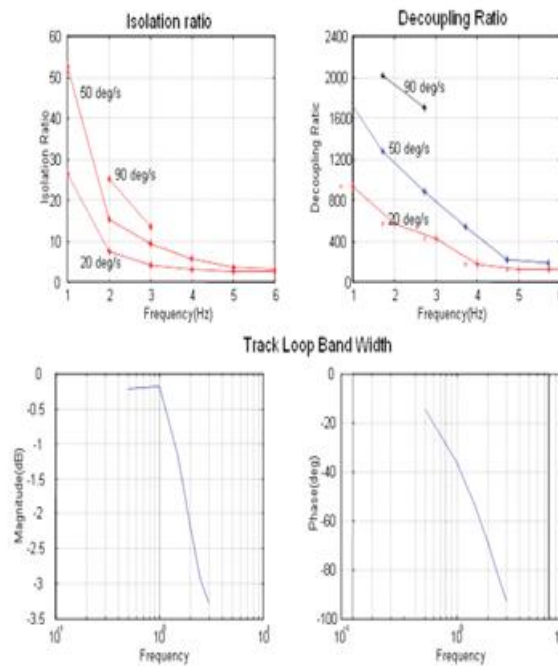 Isolation ratio
60
50
40
30
20
10
0
50 deg/s
90 deg/s
20 deg/s
Isolation Ratio
1 2 3 4 5 6
Frequency(Hz)
Decoupling Ratio
2400
2000
1600
1200
800
400
0
90 deg/s
50 deg/s
20 deg/s
Decoupling Ratic
1 2 3 4 5 6
Frequency(Hz)
Track Loop Band Width
0
-0.5
-1
-1.5
-2
-2.5
-3
-3.5
Magnitude(dB)
Frequency
0
-20
-40
-60
-80
-100
Phase(deg)
Frequency